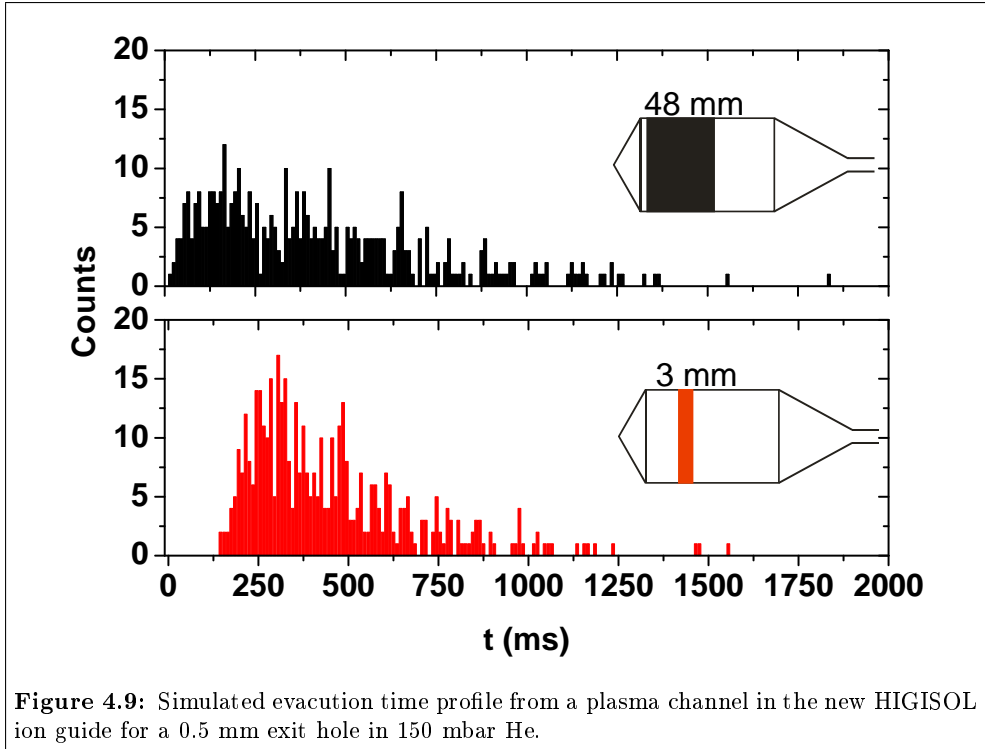 20
15
10
5
0
48 mm
Counts
20
15
10
5
0
3 mm
0 250 500 750 1000 1250 1500 1750 2000
t (ms)
Figure 4.9: Simulated evacution time profile from a plasma channel in the new HIGISOL
ion guide for a 0.5 mm exit hole in 150 mbar He.